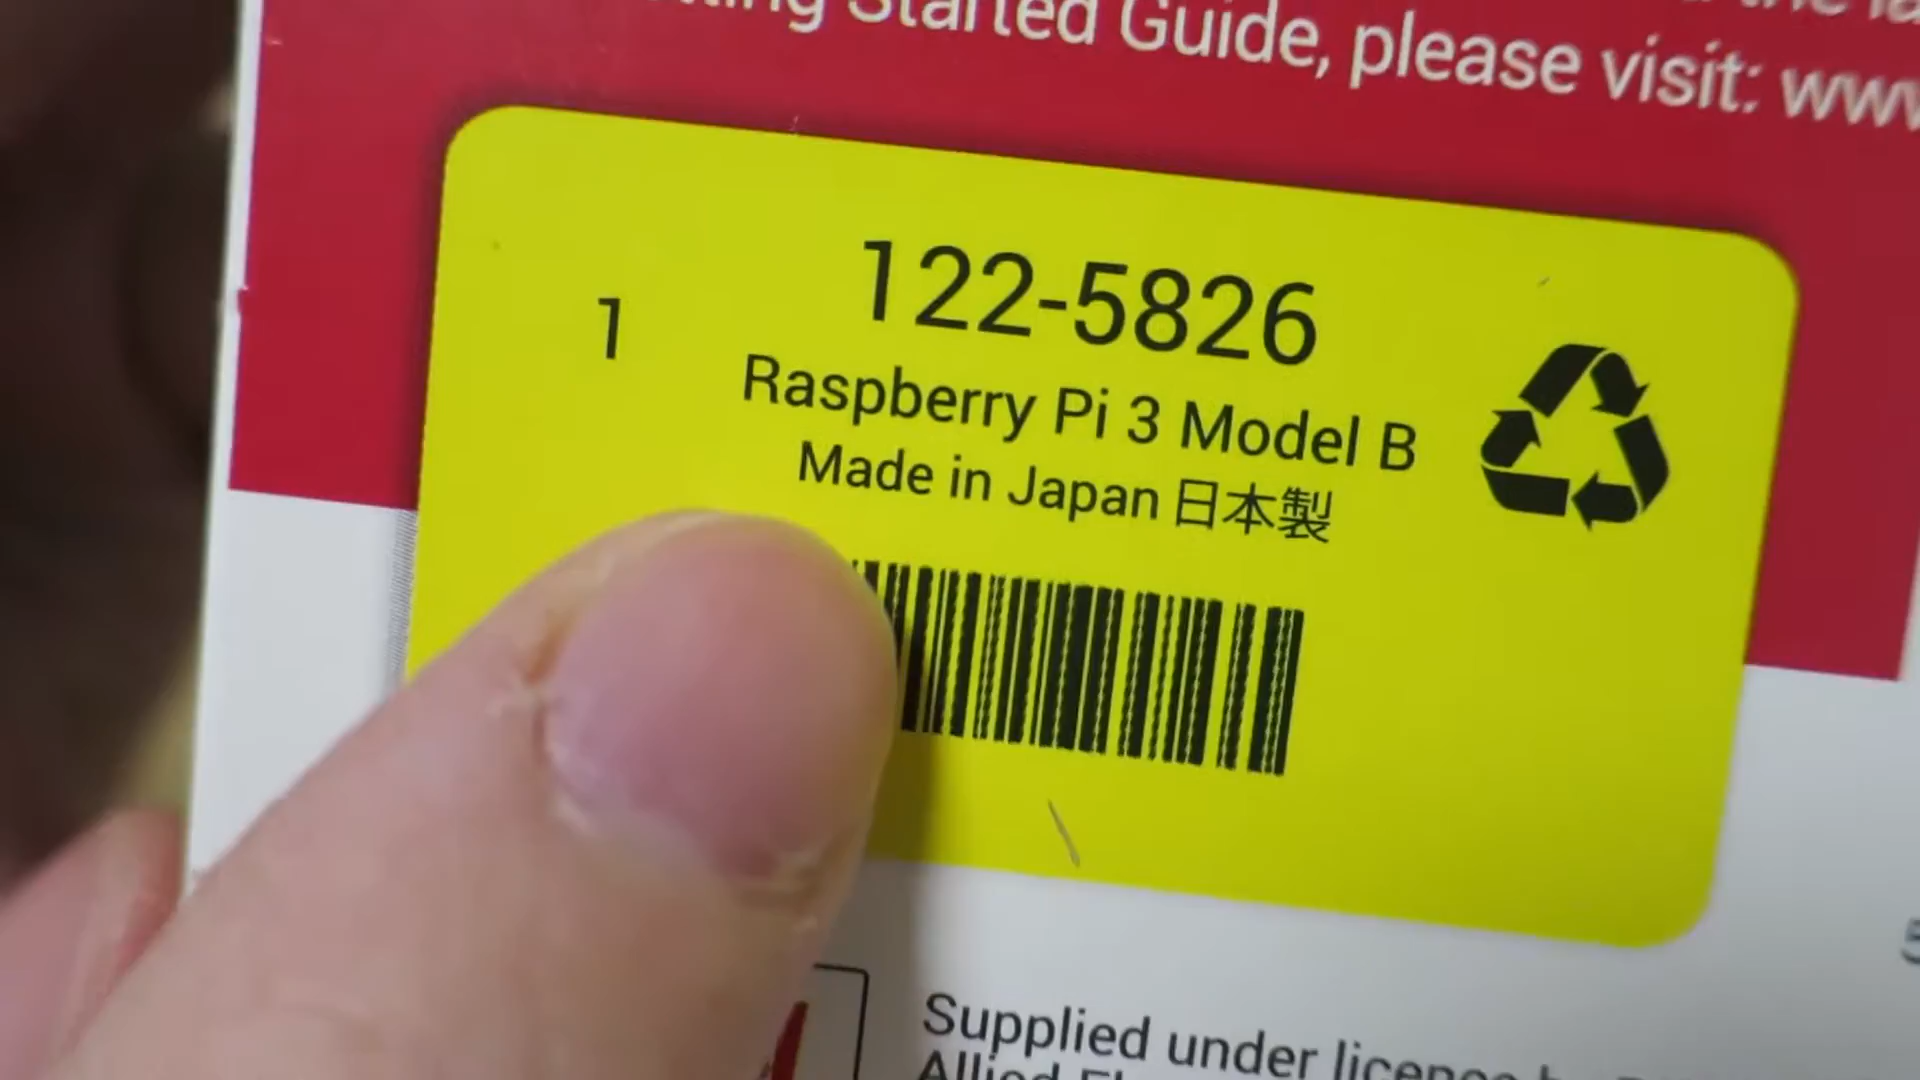 Started Guide, please visit: www
122-5826
1
Raspberry Pi 3 Model B
Made in Japan 日本製
Supplied under licence